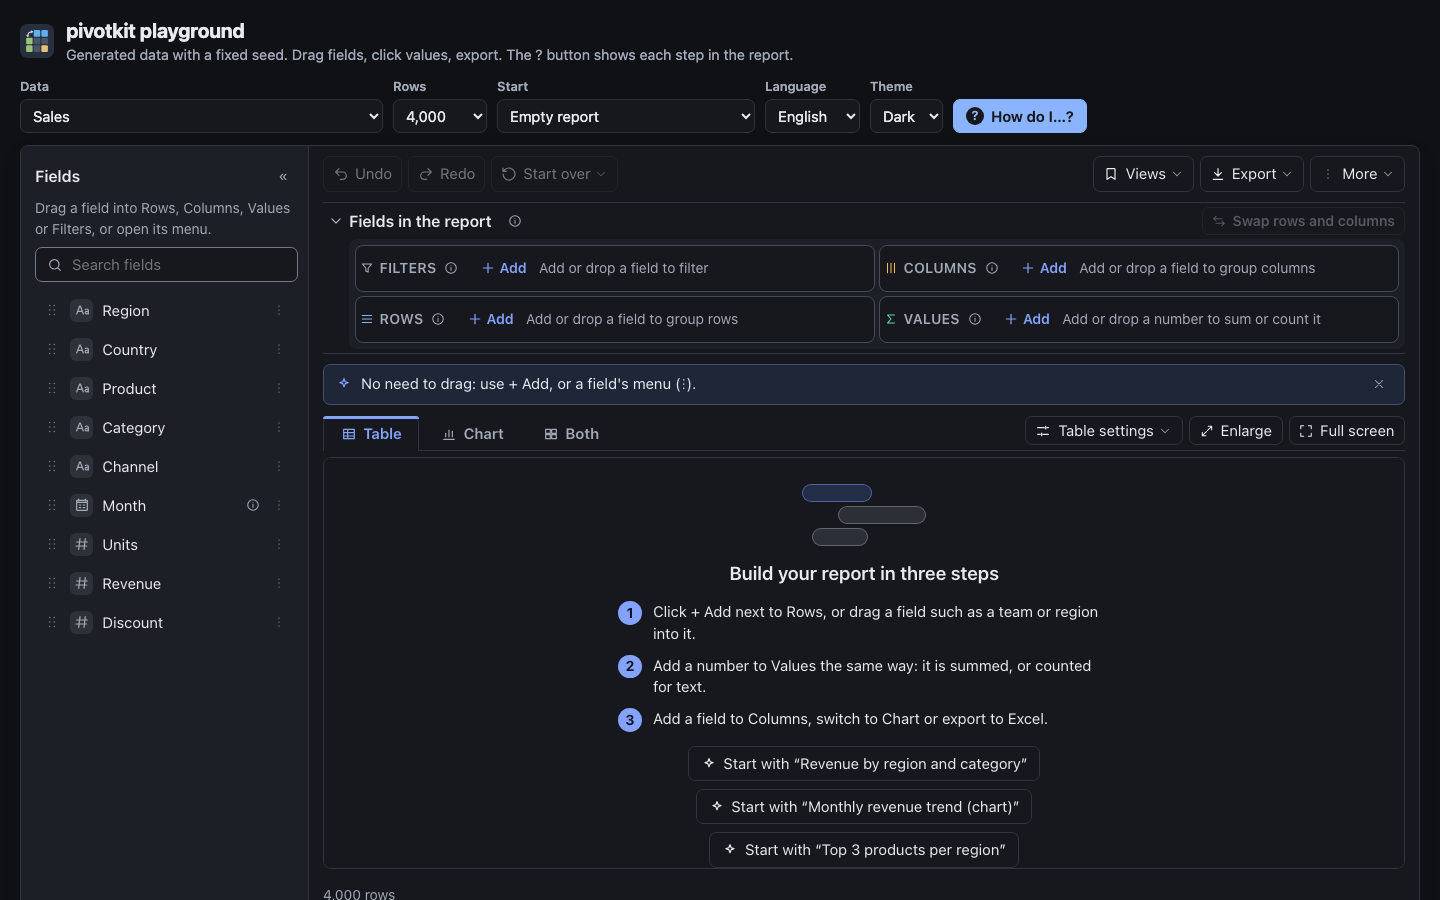 pivotkit playground
Generated data with a fixed seed. Drag fields, click values, export. The ? button shows each step in the report.
Data
Rows
Start
Language
Theme
Sales
4,000
Empty report
English
Dark
? How do I...?
Fields
«
Drag a field into Rows, Columns, Values
or Filters, or open its menu.
Search fields
Aa Region
Aa Country
Aa Product
Aa Category
Aa Channel
Month
# Units
# Revenue
# Discount
Undo
Redo
Start over
Views
Export
More
Fields in the report
Swap rows and columns
FILTERS
+ Add
Add or drop a field to filter
COLUMNS
+ Add
Add or drop a field to group columns
ROWS
+ Add
Add or drop a field to group rows
Σ VALUES
+ Add
Add or drop a number to sum or count it
No need to drag: use + Add, or a field's menu (⋮).
Table
Chart
Both
Table settings
Enlarge
Full screen
Build your report in three steps
1 Click + Add next to Rows, or drag a field such as a team or region
into it.
2 Add a number to Values the same way: it is summed, or counted
for text.
3 Add a field to Columns, switch to Chart or export to Excel.
Start with “Revenue by region and category”
Start with “Monthly revenue trend (chart)”
Start with “Top 3 products per region”
4,000 rows